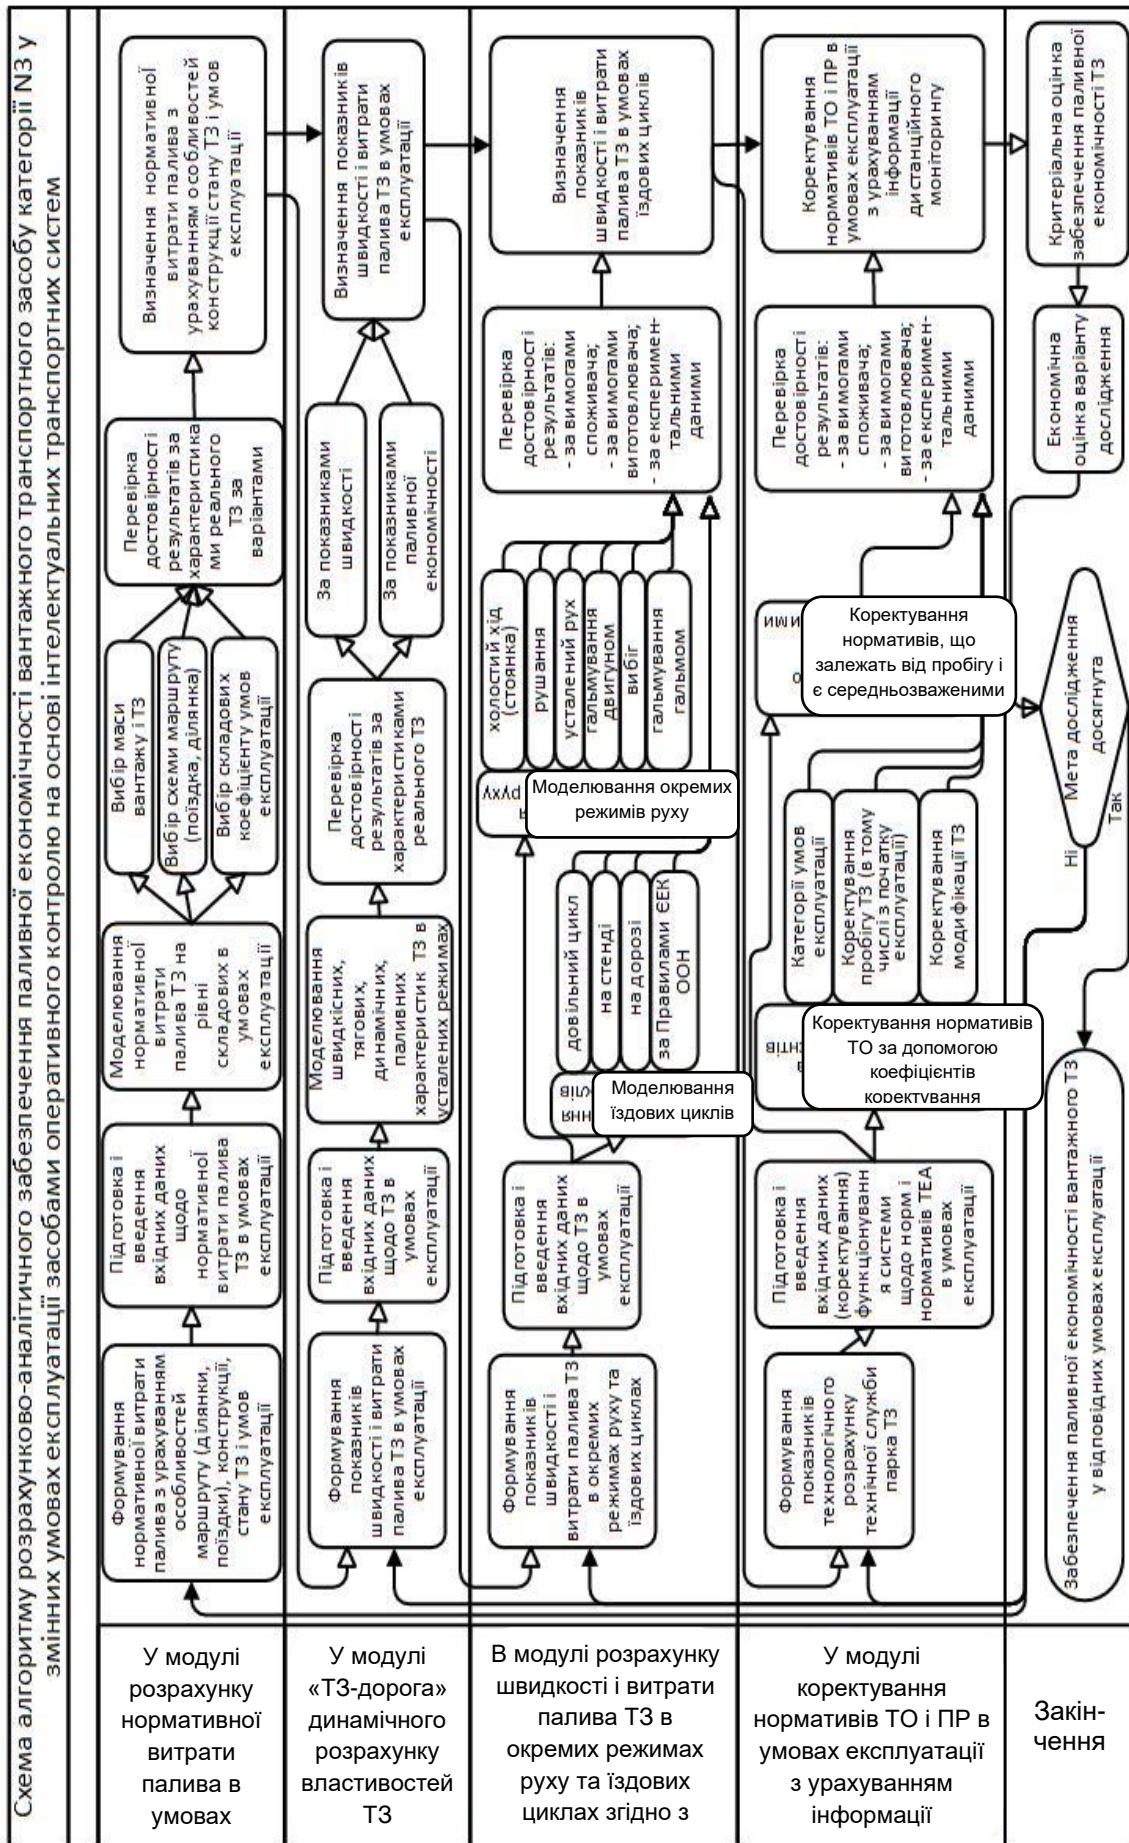 Схема алгоритму розрахунково-аналітичного забезпечення паливної економічності вантажного транспортного засобу категорії N3 у
змінних умовах експлуатації засобами оперативного контролю на основі інтелектуальних транспортних систем
У модулі
розрахунку
нормативної
витрати
палива в
умовах
Формування
нормативної витрати
палива з урахуванням
особливостей
маршруту (ділянки,
поїздки), конструкції,
стану ТЗ і умов
експлуатації
Підготовка і
введення
вхідних даних
щодо
нормативної
витрати палива
ТЗ в умовах
експлуатації
Моделювання
нормативної
витрати
палива ТЗ на
рівні
складових в
умовах
експлуатації
Вибір маси
вантажу і ТЗ
Вибір схеми маршруту
(поїздка, ділянка)
Вибір складових
коефіцієнту умов
експлуатації
Перевірка
достовірності
результатів за
характеристика
ми реального
ТЗ за
варіантами
Визначення нормативної
витрати палива з
урахуванням особливостей
конструкції стану ТЗ і умов
експлуатації
У модулі
«ТЗ-дорога»
динамічного
розрахунку
властивостей
ТЗ
Формування
показників
швидкості і витрати
палива ТЗ в умовах
експлуатації
Підготовка і
введення
вхідних даних
щодо ТЗ в
умовах
експлуатації
Моделювання
швидкісних,
тягових,
динамічних,
паливних
характеристик ТЗ в
усталених режимах
Перевірка
достовірності
результатів за
характеристиками
реального ТЗ
За показниками
швидкості
За показниками
паливної
економічності
Визначення показників
швидкості і витрати
палива ТЗ в умовах
експлуатації
В модулі розрахунку
швидкості і витрати
палива ТЗ в
окремих режимах
руху та їздових
циклах згідно з
Формування
показників
швидкості і
витрати палива ТЗ
в окремих
режимах руху та
їздових циклах
Підготовка і
введення
вхідних даних
щодо ТЗ в
умовах
експлуатації
Моделювання
їздових циклів
довільний цикл
на стенді
на дорозі
за Правилами ЄЕК
ООН
руху
Моделювання окремих
режимів руху
холостий хід
(стоянка)
рушання
усталений рух
гальмування
двигуном
вибіг
гальмування
гальмом
Перевірка
достовірності
результатів:
- за вимогами
споживача;
- за вимогами
виготовлювача;
- за експеримен-
тальними
даними
Визначення
показників
швидкості і витрати
палива ТЗ в умовах
їздових циклів
У модулі
коректування
нормативів ТО і ПР в
умовах експлуатації
з урахуванням
інформації
Формування
показників
технологічного
розрахунку
технічної служби
парка ТЗ
Підготовка і
введення
вхідних даних
(коректування)
функціонуванн
я системи
щодо норм і
нормативів ТЕА
в умовах
експлуатації
Коректування нормативів
ТО за допомогою
коефіцієнтів
коректування
Категорії умов
експлуатації
Коректування
пробігу ТЗ (в тому
числі з початку
експлуатації)
Коректування
модифікації ТЗ
Коректування
нормативів, що
залежать від пробігу і
є середньозваженими
Перевірка
достовірності
результатів:
- за вимогами
споживача;
- за вимогами
виготовлювача;
- за експеримен-
тальними
даними
Коректування
нормативів ТО і ПР в
умовах експлуатації
з урахуванням
інформації
дистанційного
моніторингу
Закін-
чення
Критеріальна оцінка
забезпечення паливної
економічності ТЗ
Економічна
оцінка варіанту
дослідження
Мета дослідження
досягнута
Ні
Так
Забезпечення паливної економічності вантажного ТЗ
у відповідних умовах експлуатації